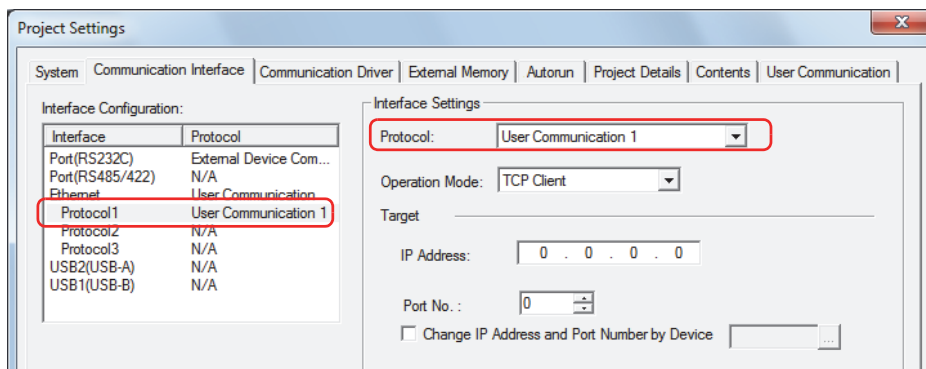 Project Settings
X
System Communication Interface Communication Driver External Memory Autorun Project Details Contents User Communication
Interface Configuration:
Interface Protocol
Port(RS232C) External Device Com...
Port(RS485/422) N/A
Ethernet User Communication
Protocol1 User Communication 1
Protocol2 N/A
Protocol3 N/A
USB2(USB-A) N/A
USB1(USB-B) N/A
Interface Settings
Protocol: User Communication 1
Operation Mode: TCP Client
Target
IP Address: 0 . 0 . 0 . 0
Port No. : 0
Change IP Address and Port Number by Device ...